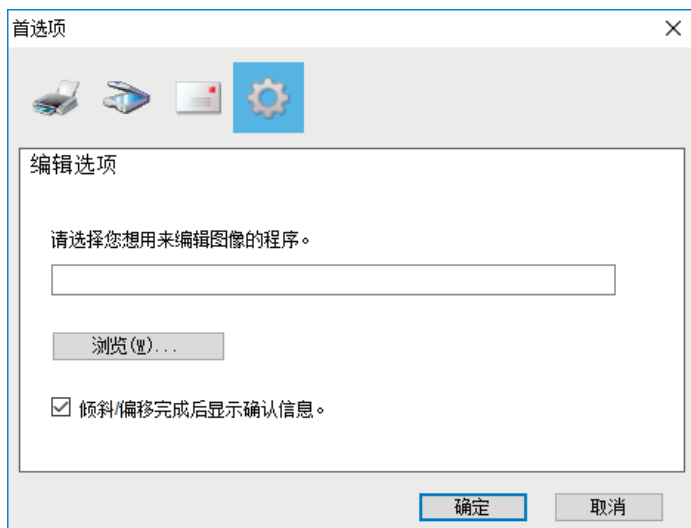 首选项
编辑选项
请选择您想用来编辑图像的程序。
浏览(W)...
倾斜/偏移完成后显示确认信息。
确定
取消